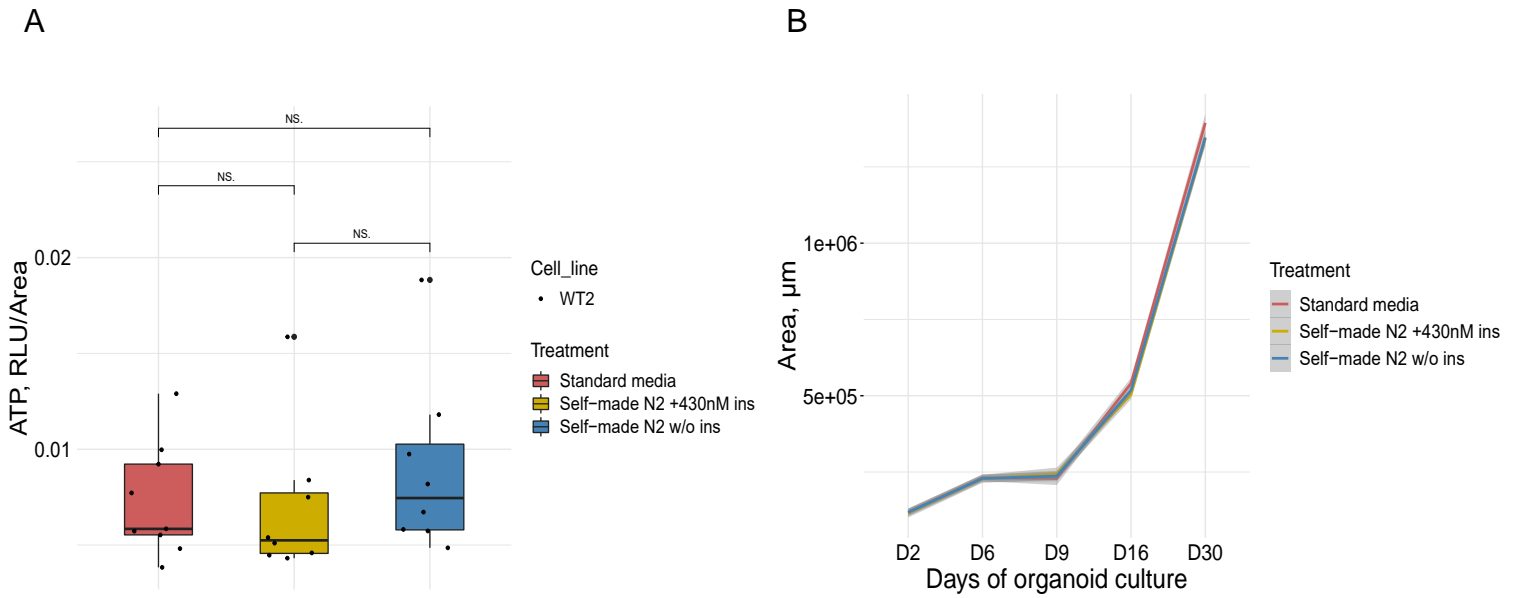 A
NS.
NS.
NS.
0.02
0.01
ATP, RLU/Area
Cell_line
WT2
Treatment
Standard media
Self−made N2 +430nM ins
Self−made N2 w/o ins
B
1e+06
5e+05
Area, µm
D2 D6 D9 D16 D30
Days of organoid culture
Treatment
Standard media
Self−made N2 +430nM ins
Self−made N2 w/o ins